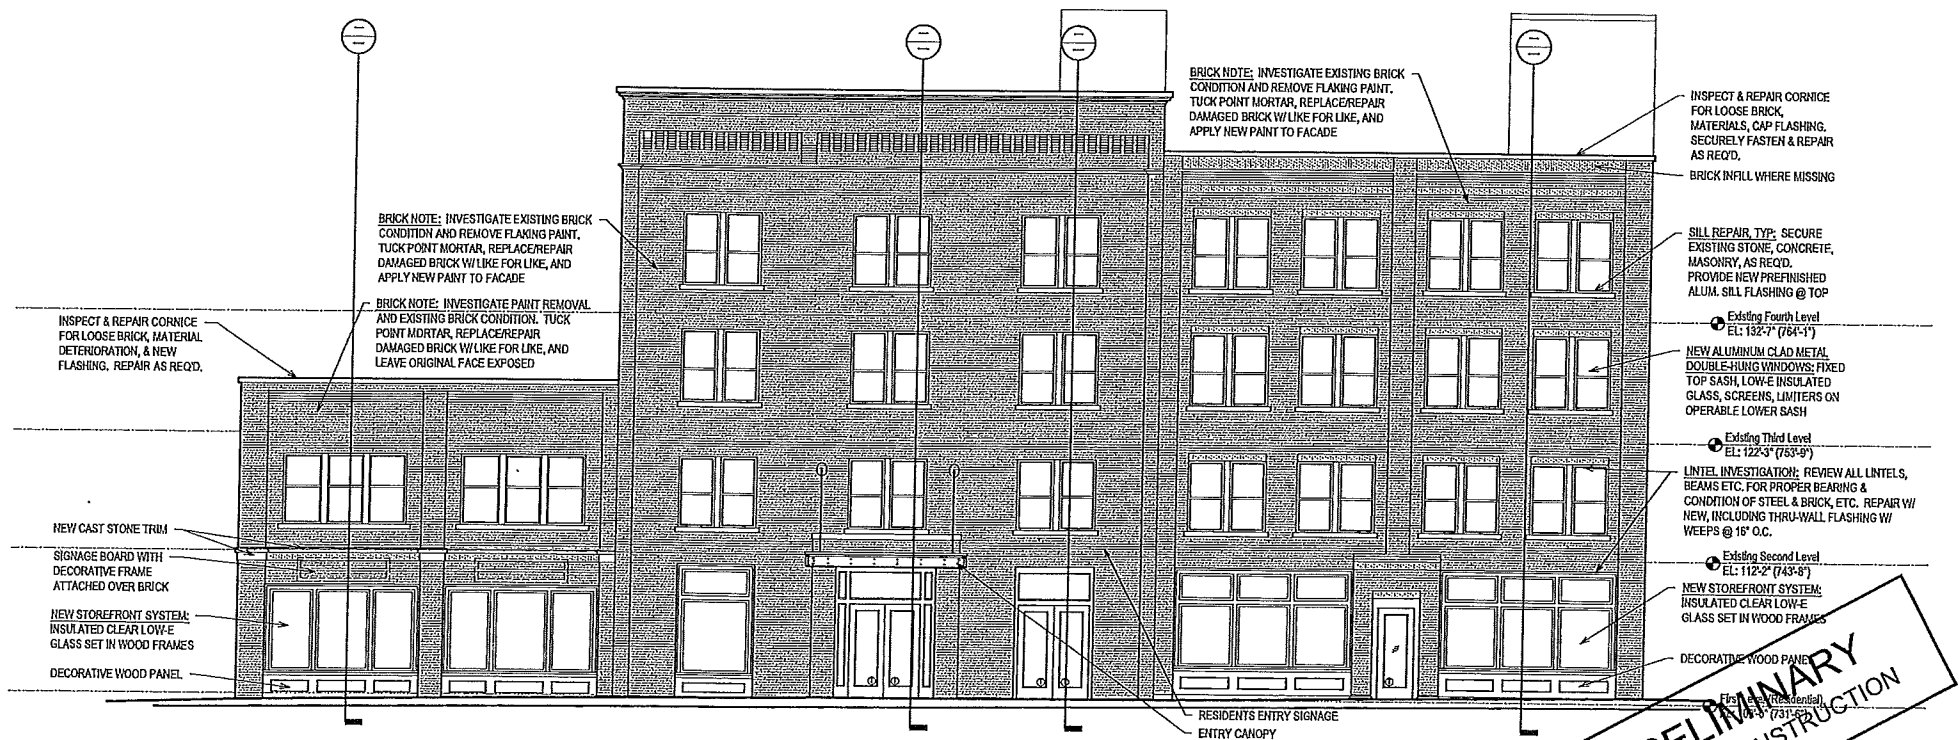 BRICK NOTE: INVESTIGATE EXISTING BRICK
CONDITION AND REMOVE FLAKING PAINT.
TUCK POINT MORTAR, REPLACE/REPAIR
DAMAGED BRICK W/ LIKE FOR LIKE, AND
APPLY NEW PAINT TO FACADE
INSPECT & REPAIR CORNICE
FOR LOOSE BRICK,
MATERIALS, CAP FLASHING.
SECURELY FASTEN & REPAIR
AS REQ'D.
BRICK INFILL WHERE MISSING
BRICK NOTE: INVESTIGATE EXISTING BRICK
CONDITION AND REMOVE FLAKING PAINT.
TUCK POINT MORTAR, REPLACE/REPAIR
DAMAGED BRICK W/ LIKE FOR LIKE, AND
APPLY NEW PAINT TO FACADE
SILL REPAIR, TYP: SECURE
EXISTING STONE, CONCRETE,
MASONRY, AS REQ'D.
PROVIDE NEW PREFINISHED
ALUM. SILL FLASHING @ TOP
BRICK NOTE: INVESTIGATE PAINT REMOVAL
AND EXISTING BRICK CONDITION. TUCK
POINT MORTAR, REPLACE/REPAIR
DAMAGED BRICK W/ LIKE FOR LIKE, AND
LEAVE ORIGINAL FACE EXPOSED
INSPECT & REPAIR CORNICE
FOR LOOSE BRICK, MATERIAL
DETERIORATION, & NEW
FLASHING. REPAIR AS REQ'D.
Existing Fourth Level
EL: 132'-7" (764'-1")
NEW ALUMINUM CLAD METAL
DOUBLE-HUNG WINDOWS: FIXED
TOP SASH, LOW-E INSULATED
GLASS, SCREENS, LIMITERS ON
OPERABLE LOWER SASH
Existing Third Level
EL: 122'-3" (753'-9")
LINTEL INVESTIGATION: REVIEW ALL LINTELS,
BEAMS ETC. FOR PROPER BEARING &
CONDITION OF STEEL & BRICK, ETC. REPAIR W/
NEW, INCLUDING THRU-WALL FLASHING W/
WEEPS @ 16" O.C.
NEW CAST STONE TRIM
SIGNAGE BOARD WITH
DECORATIVE FRAME
ATTACHED OVER BRICK
Existing Second Level
EL: 112'-2" (743'-8")
NEW STOREFRONT SYSTEM:
INSULATED CLEAR LOW-E
GLASS SET IN WOOD FRAMES
NEW STOREFRONT SYSTEM:
INSULATED CLEAR LOW-E
GLASS SET IN WOOD FRAMES
DECORATIVE WOOD PANEL
DECORATIVE WOOD PANEL
First Level (Residential)
RESIDENTS ENTRY SIGNAGE
ENTRY CANOPY